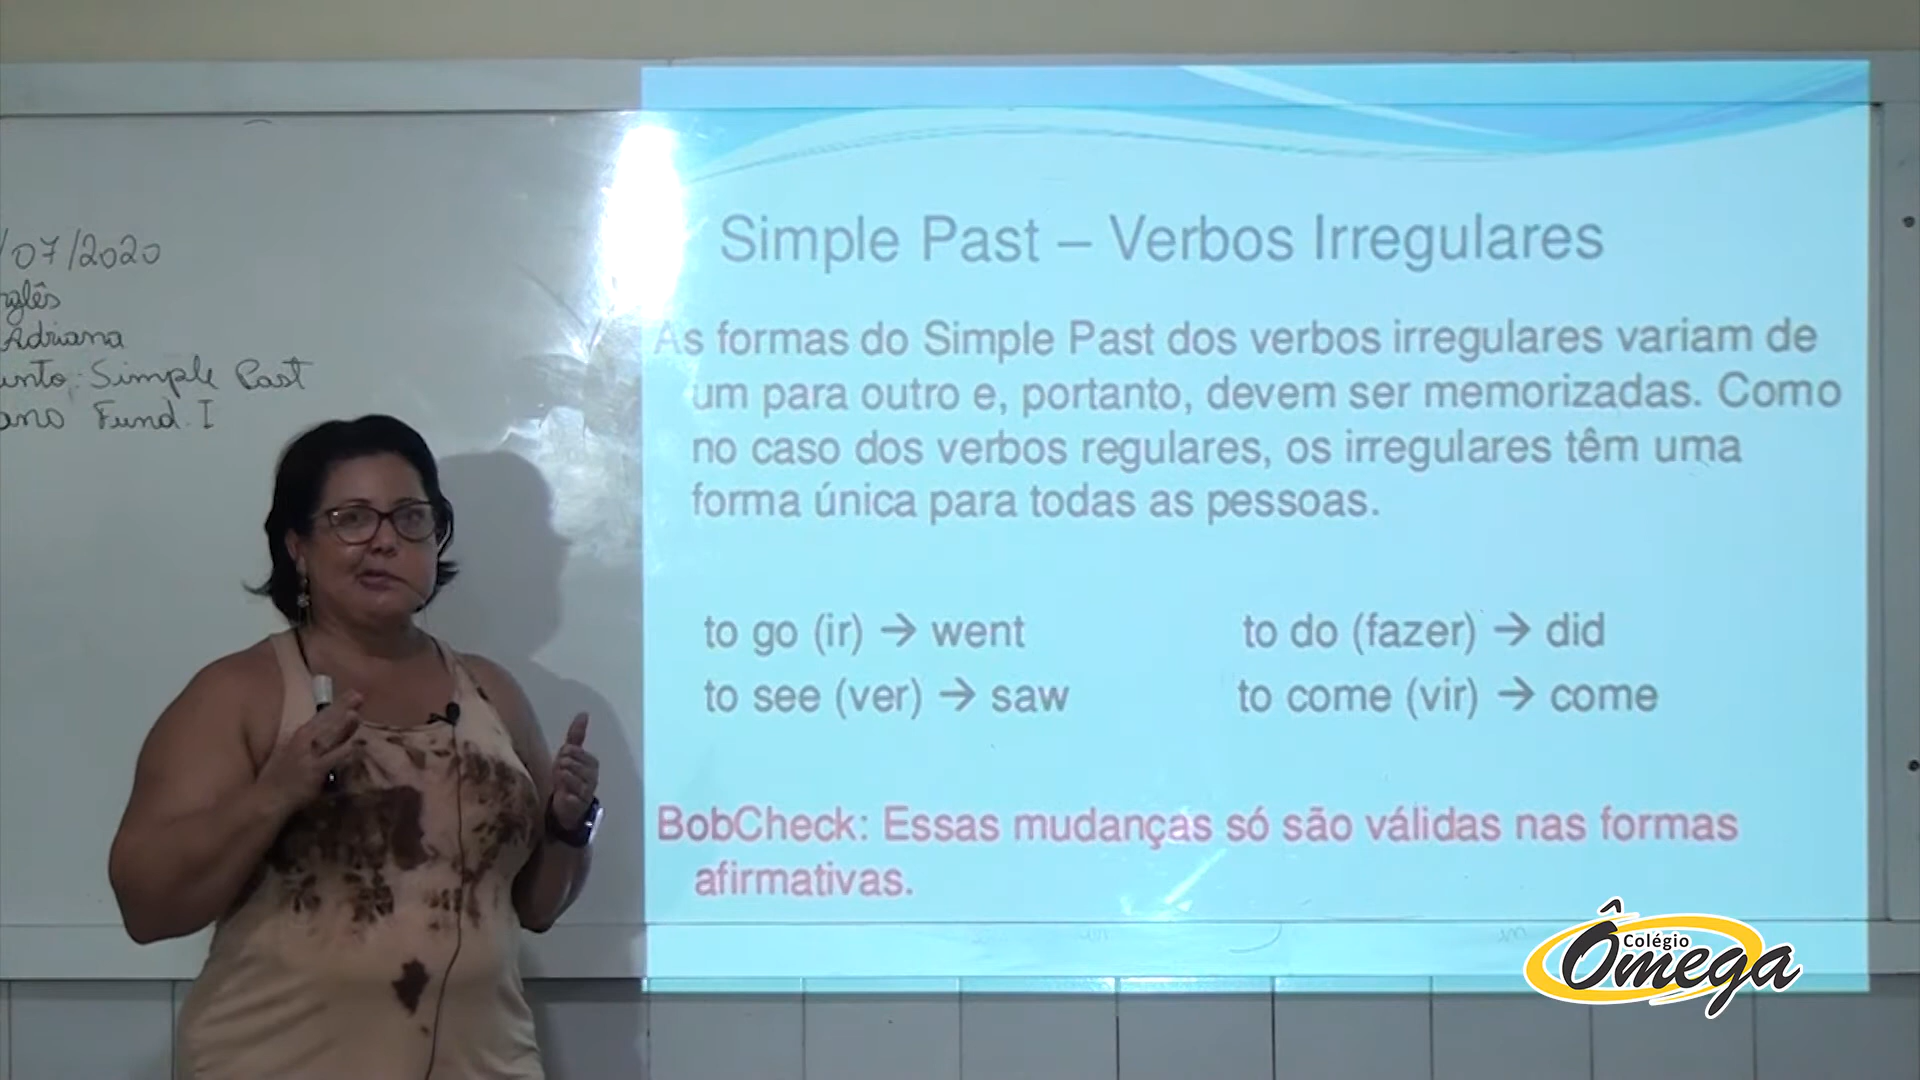 /07/2020
Inglês
Adriana
unto: Simple Past
ano Fund. I
Simple Past – Verbos Irregulares
As formas do Simple Past dos verbos irregulares variam de
um para outro e, portanto, devem ser memorizadas. Como
no caso dos verbos regulares, os irregulares têm uma
forma única para todas as pessoas.
to go (ir) → went
to do (fazer) → did
to see (ver) → saw
to come (vir) → come
BobCheck: Essas mudanças só são válidas nas formas
afirmativas.
Colégio
Ômega